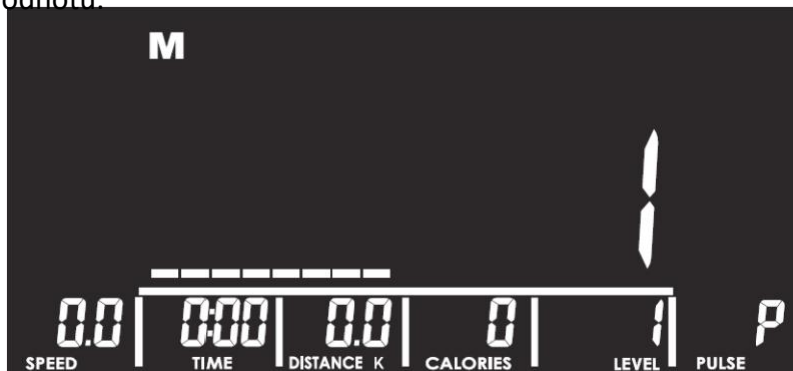 M
1
0.0 0:00 0.0 0 1 P
SPEED TIME DISTANCE K CALORIES LEVEL PULSE